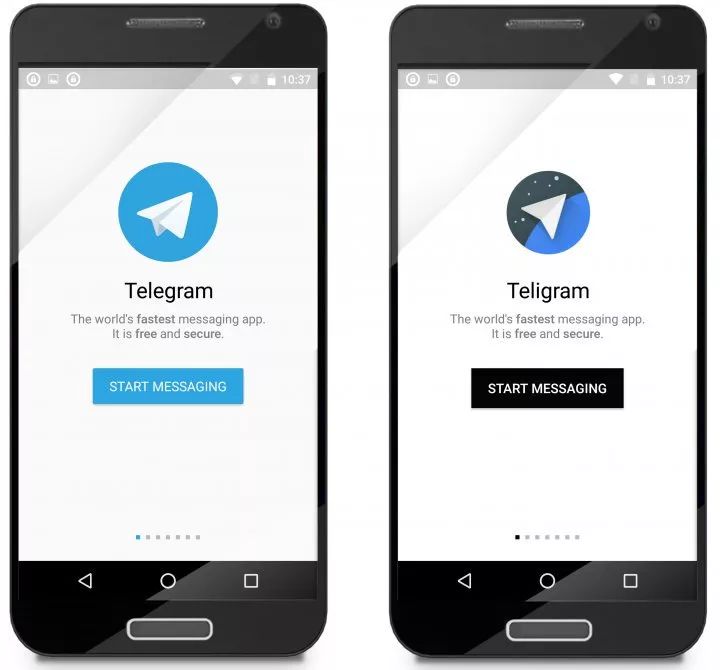 10:37
Telegram
The world's fastest messaging app.
It is free and secure.
START MESSAGING
10:37
Teligram
The world's fastest messaging app.
It is free and secure.
START MESSAGING